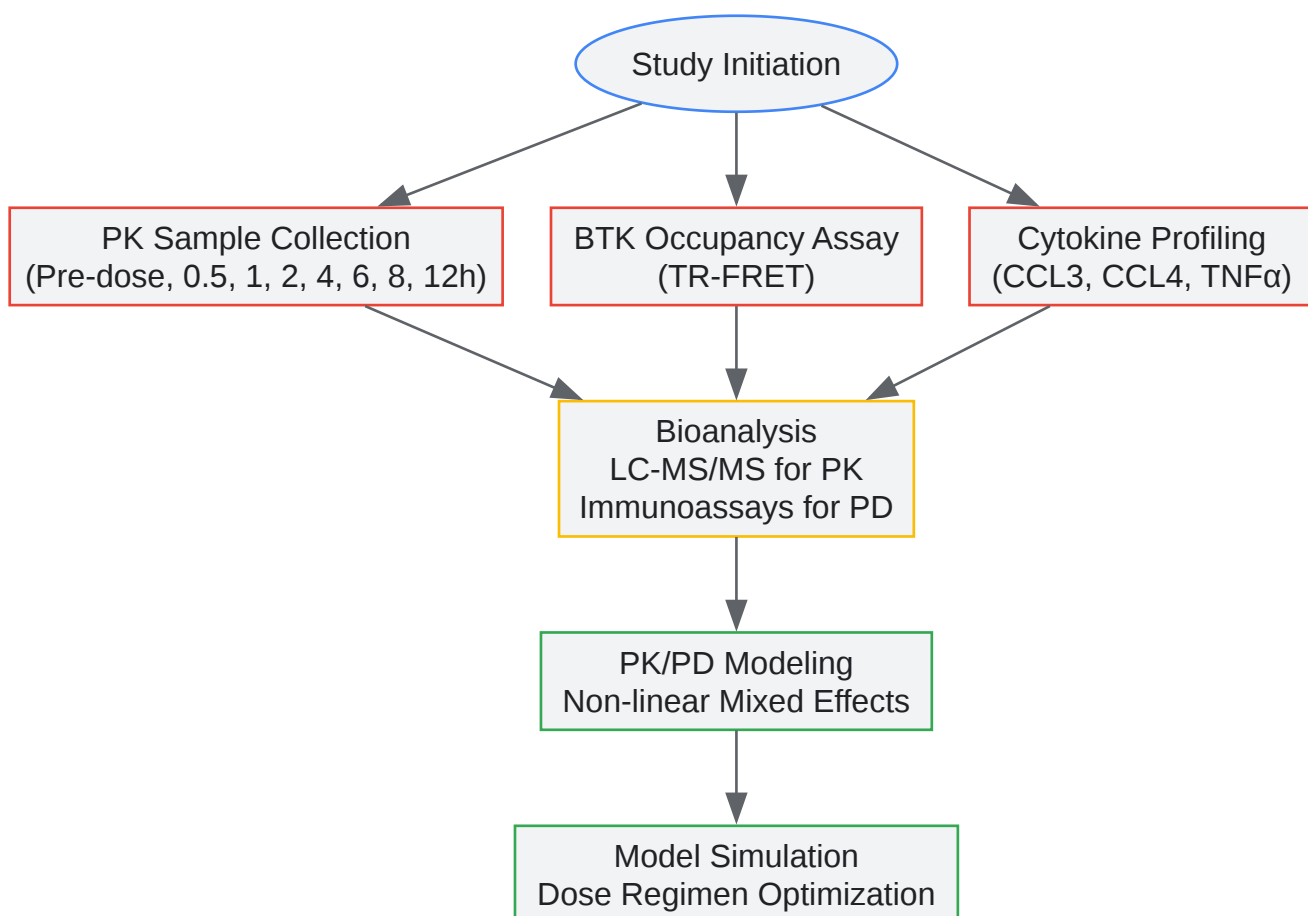 Study Initiation
PK Sample Collection
(Pre-dose, 0.5, 1, 2, 4, 6, 8, 12h)
BTK Occupancy Assay
(TR-FRET)
Cytokine Profiling
(CCL3, CCL4, TNFα)
Bioanalysis
LC-MS/MS for PK
Immunoassays for PD
PK/PD Modeling
Non-linear Mixed Effects
Model Simulation
Dose Regimen Optimization